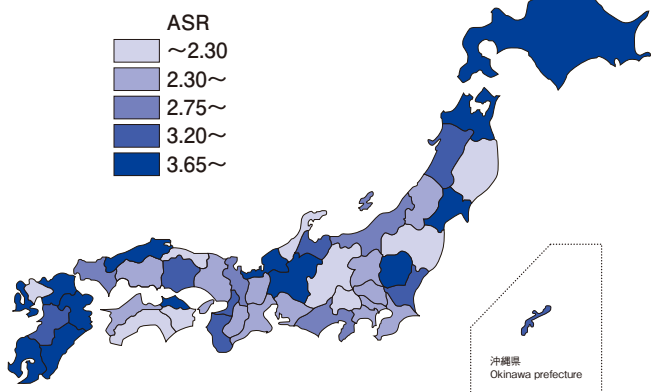 ASR
～2.30
2.30～
2.75～
3.20～
3.65～
沖縄県
Okinawa prefecture